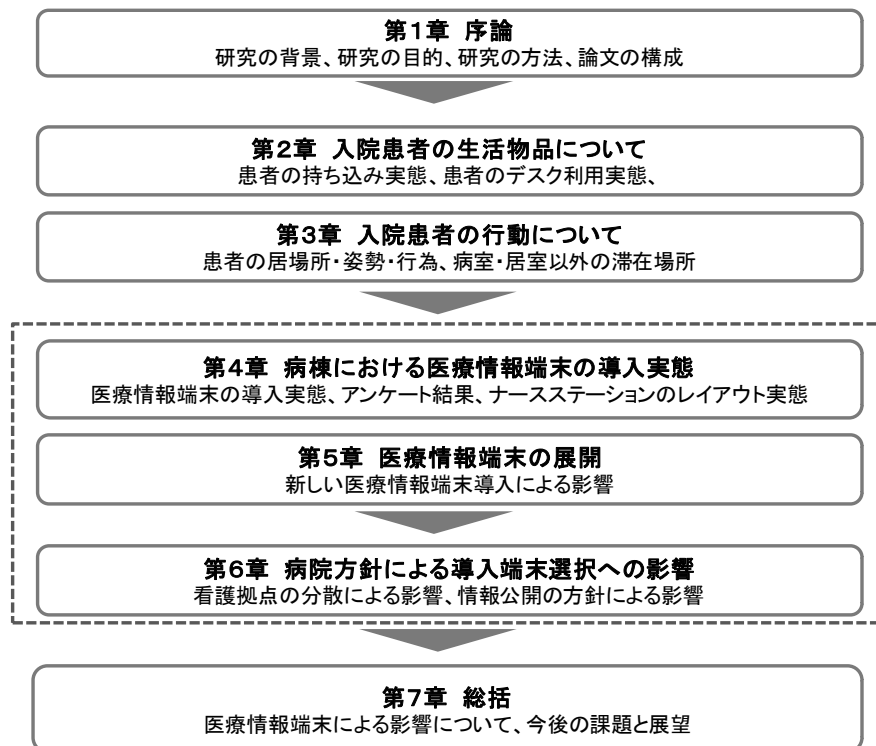 第1章 序論
研究の背景、研究の目的、研究の方法、論文の構成
第2章 入院患者の生活物品について
患者の持ち込み実態、患者のデスク利用実態、
第3章 入院患者の行動について
患者の居場所・姿勢・行為、病室・居室以外の滞在場所
第4章 病棟における医療情報端末の導入実態
医療情報端末の導入実態、アンケート結果、ナースステーションのレイアウト実態
第5章 医療情報端末の展開
新しい医療情報端末導入による影響
第6章 病院方針による導入端末選択への影響
看護拠点の分散による影響、情報公開の方針による影響
第7章 総括
医療情報端末による影響について、今後の課題と展望